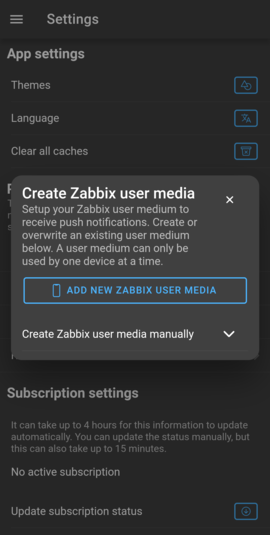 Settings
App settings
Themes
Language
Clear all caches
Create Zabbix user media
Setup your Zabbix user medium to
receive push notifications. Create or
overwrite an existing user medium
below. A user medium can only be
used by one device at a time.
ADD NEW ZABBIX USER MEDIA
Create Zabbix user media manually
Subscription settings
It can take up to 4 hours for this information to update
automatically. You can update the status manually, but
this can also take up to 15 minutes.
No active subscription
Update subscription status